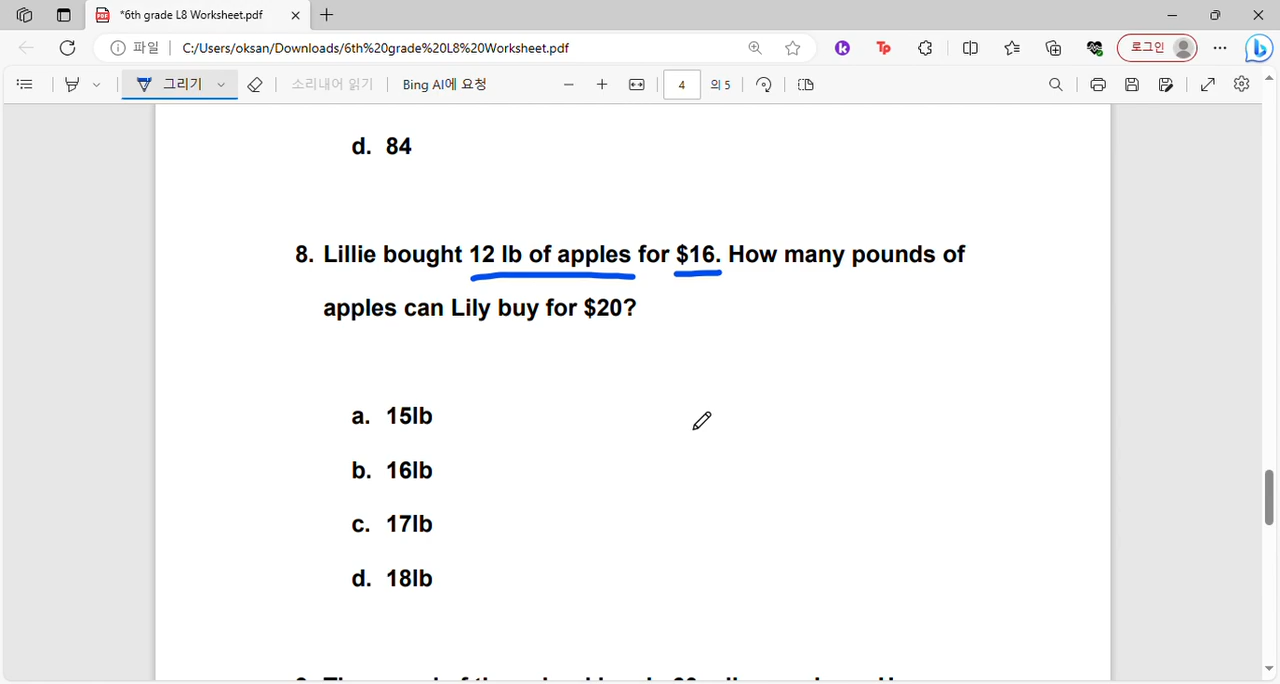 *6th grade L8 Worksheet.pdf
파일 C:/Users/oksan/Downloads/6th%20grade%20L8%20Worksheet.pdf
로그인
그리기 소리내어 읽기 Bing AI에 요청 4 의 5
d. 84
8. Lillie bought 12 lb of apples for $16. How many pounds of
apples can Lily buy for $20?
a. 15lb
b. 16lb
c. 17lb
d. 18lb